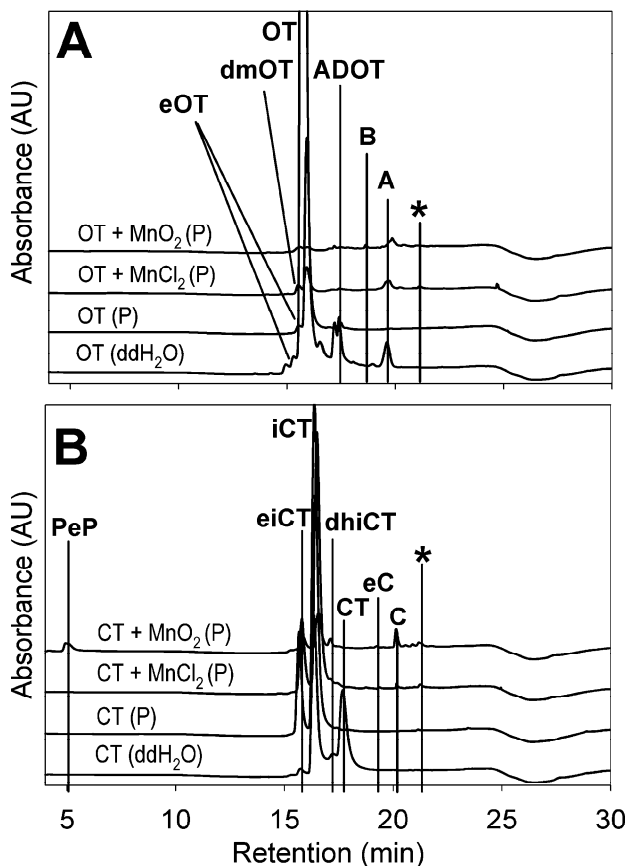 A
Absorbance (AU)
OT
dmOT
ADOT
eOT
B
A
*
OT + MnO2 (P)
OT + MnCl2 (P)
OT (P)
OT (ddH2O)
B
Absorbance (AU)
iCT
PeP
eiCT
dhiCT
*
eC
CT
C
CT + MnO2 (P)
CT + MnCl2 (P)
CT (P)
CT (ddH2O)
5 10 15 20 25 30
Retention (min)